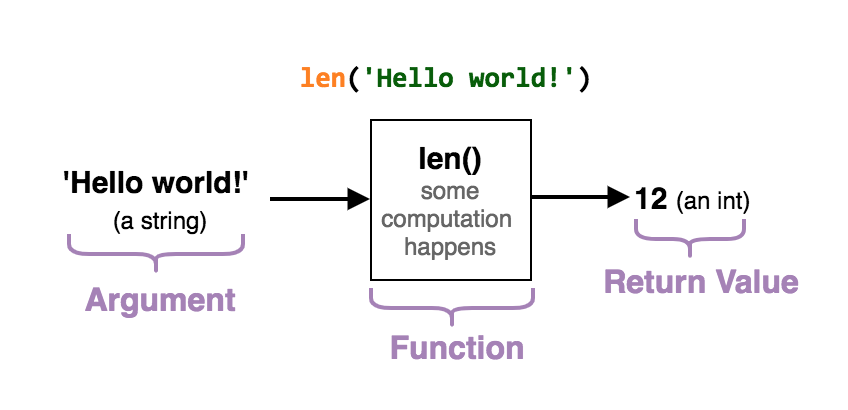 len('Hello world!')
'Hello world!'
(a string)
Argument
len()
some
computation
happens
Function
12 (an int)
Return Value